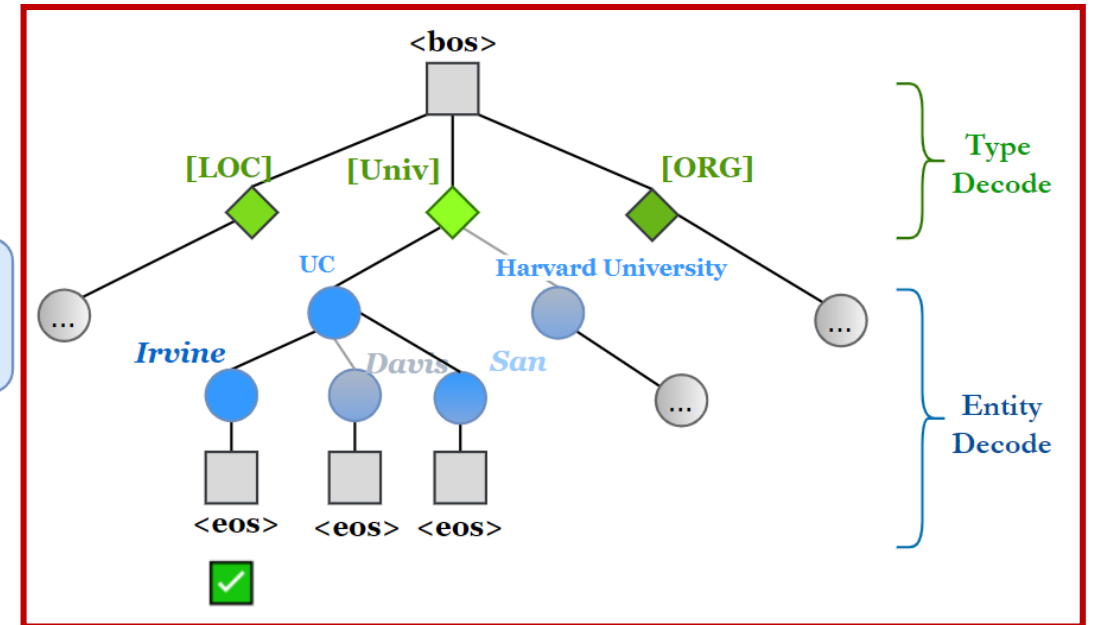 <bos>
[LOC]
[Univ]
[ORG]
Type
Decode
UC
Harvard University
...
...
Irvine
Davis
San
...
Entity
Decode
<eos>
<eos>
<eos>